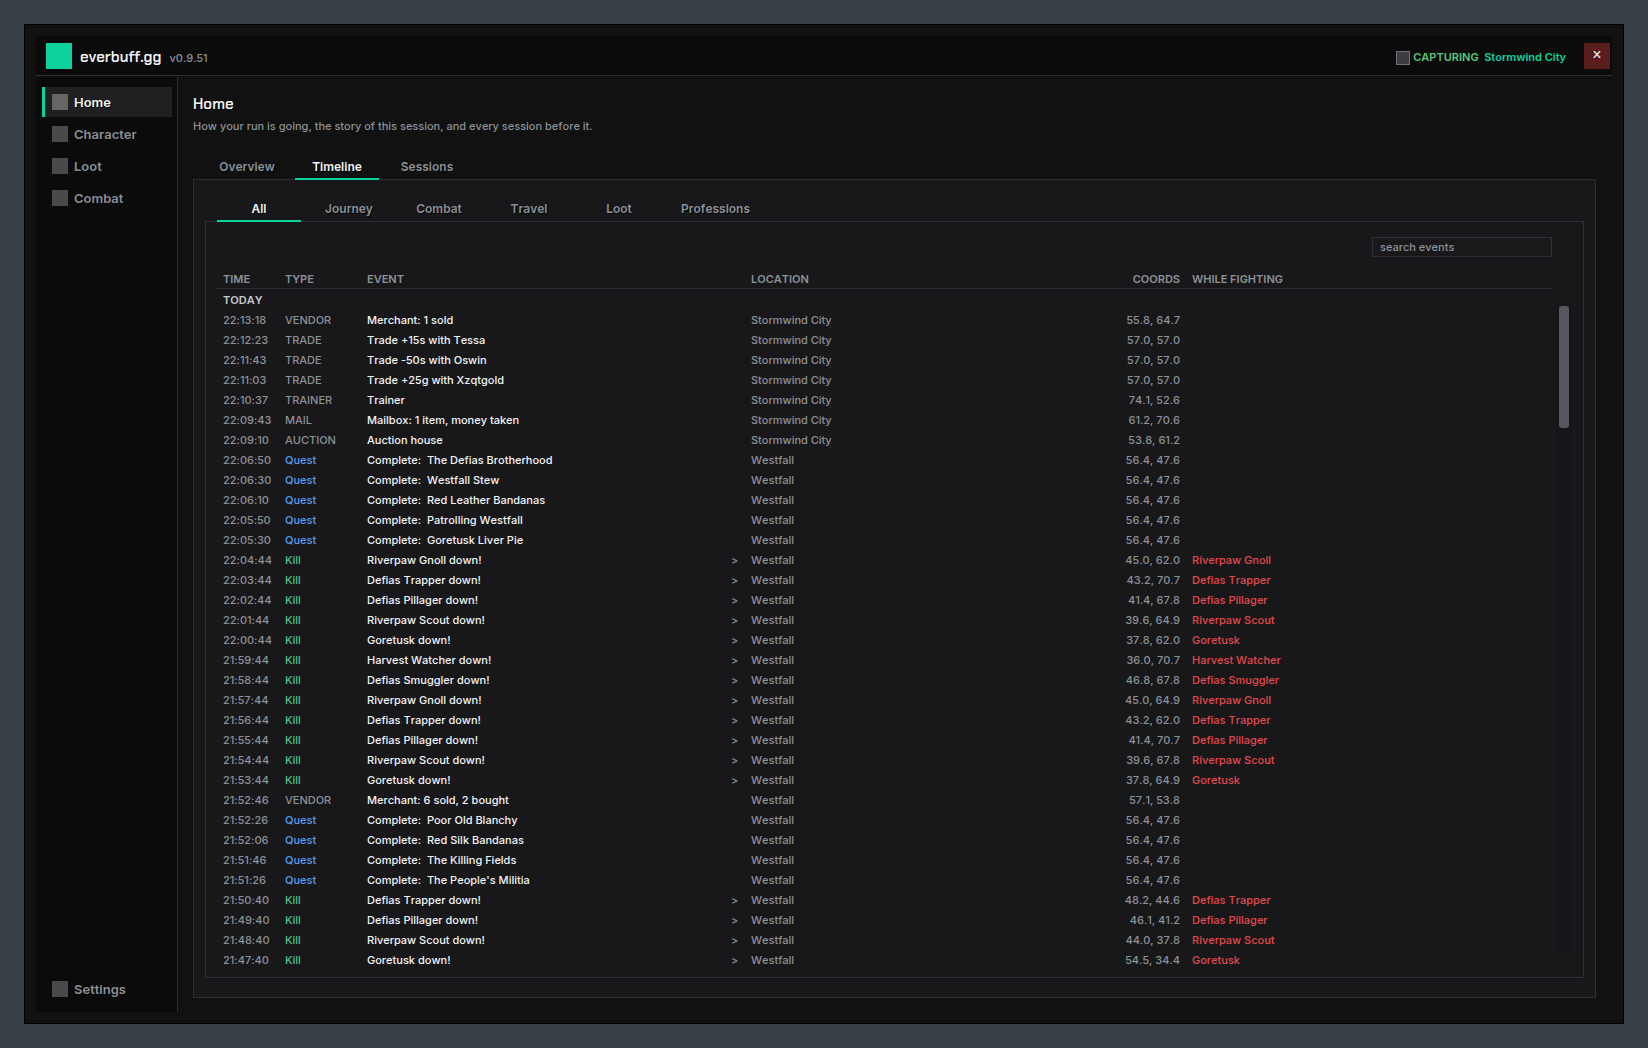 everbuff.gg v0.9.51
CAPTURING Stormwind City ×
Home
Character
Loot
Combat
Settings
Home
How your run is going, the story of this session, and every session before it.
Overview Timeline Sessions
All Journey Combat Travel Loot Professions
search events
TIME TYPE EVENT LOCATION COORDS WHILE FIGHTING
TODAY
22:13:18 VENDOR Merchant: 1 sold Stormwind City 55.8, 64.7
22:12:23 TRADE Trade +15s with Tessa Stormwind City 57.0, 57.0
22:11:43 TRADE Trade -50s with Oswin Stormwind City 57.0, 57.0
22:11:03 TRADE Trade +25g with Xzqtgold Stormwind City 57.0, 57.0
22:10:37 TRAINER Trainer Stormwind City 74.1, 52.6
22:09:43 MAIL Mailbox: 1 item, money taken Stormwind City 61.2, 70.6
22:09:10 AUCTION Auction house Stormwind City 53.8, 61.2
22:06:50 Quest Complete: The Defias Brotherhood Westfall 56.4, 47.6
22:06:30 Quest Complete: Westfall Stew Westfall 56.4, 47.6
22:06:10 Quest Complete: Red Leather Bandanas Westfall 56.4, 47.6
22:05:50 Quest Complete: Patrolling Westfall Westfall 56.4, 47.6
22:05:30 Quest Complete: Goretusk Liver Pie Westfall 56.4, 47.6
22:04:44 Kill Riverpaw Gnoll down! > Westfall 45.0, 62.0 Riverpaw Gnoll
22:03:44 Kill Defias Trapper down! > Westfall 43.2, 70.7 Defias Trapper
22:02:44 Kill Defias Pillager down! > Westfall 41.4, 67.8 Defias Pillager
22:01:44 Kill Riverpaw Scout down! > Westfall 39.6, 64.9 Riverpaw Scout
22:00:44 Kill Goretusk down! > Westfall 37.8, 62.0 Goretusk
21:59:44 Kill Harvest Watcher down! > Westfall 36.0, 70.7 Harvest Watcher
21:58:44 Kill Defias Smuggler down! > Westfall 46.8, 67.8 Defias Smuggler
21:57:44 Kill Riverpaw Gnoll down! > Westfall 45.0, 64.9 Riverpaw Gnoll
21:56:44 Kill Defias Trapper down! > Westfall 43.2, 62.0 Defias Trapper
21:55:44 Kill Defias Pillager down! > Westfall 41.4, 70.7 Defias Pillager
21:54:44 Kill Riverpaw Scout down! > Westfall 39.6, 67.8 Riverpaw Scout
21:53:44 Kill Goretusk down! > Westfall 37.8, 64.9 Goretusk
21:52:46 VENDOR Merchant: 6 sold, 2 bought Westfall 57.1, 53.8
21:52:26 Quest Complete: Poor Old Blanchy Westfall 56.4, 47.6
21:52:06 Quest Complete: Red Silk Bandanas Westfall 56.4, 47.6
21:51:46 Quest Complete: The Killing Fields Westfall 56.4, 47.6
21:51:26 Quest Complete: The People's Militia Westfall 56.4, 47.6
21:50:40 Kill Defias Trapper down! > Westfall 48.2, 44.6 Defias Trapper
21:49:40 Kill Defias Pillager down! > Westfall 46.1, 41.2 Defias Pillager
21:48:40 Kill Riverpaw Scout down! > Westfall 44.0, 37.8 Riverpaw Scout
21:47:40 Kill Goretusk down! > Westfall 54.5, 34.4 Goretusk